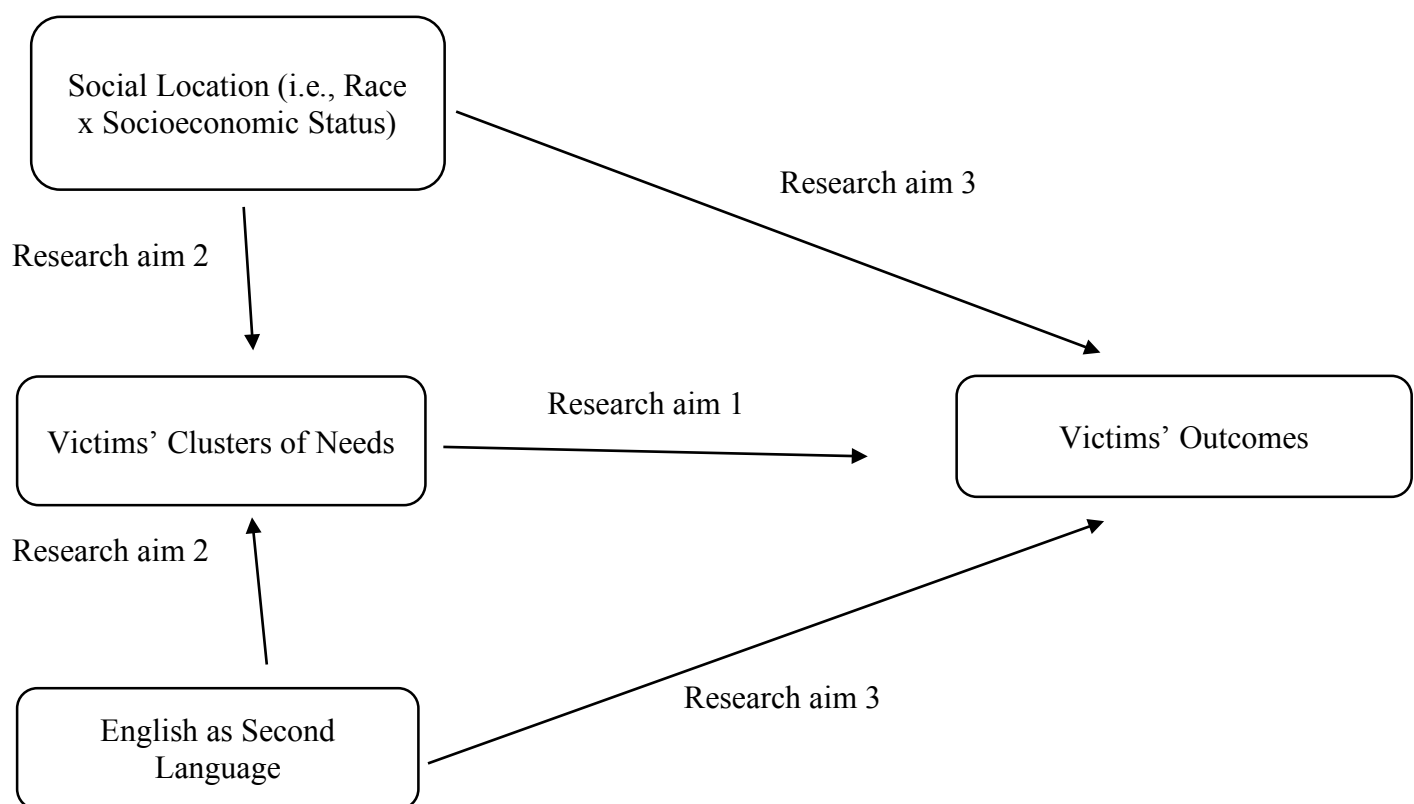 Social Location (i.e., Race
x Socioeconomic Status)
Research aim 3
Research aim 2
Research aim 1
Victims’ Clusters of Needs
Victims’ Outcomes
Research aim 2
Research aim 3
English as Second
Language